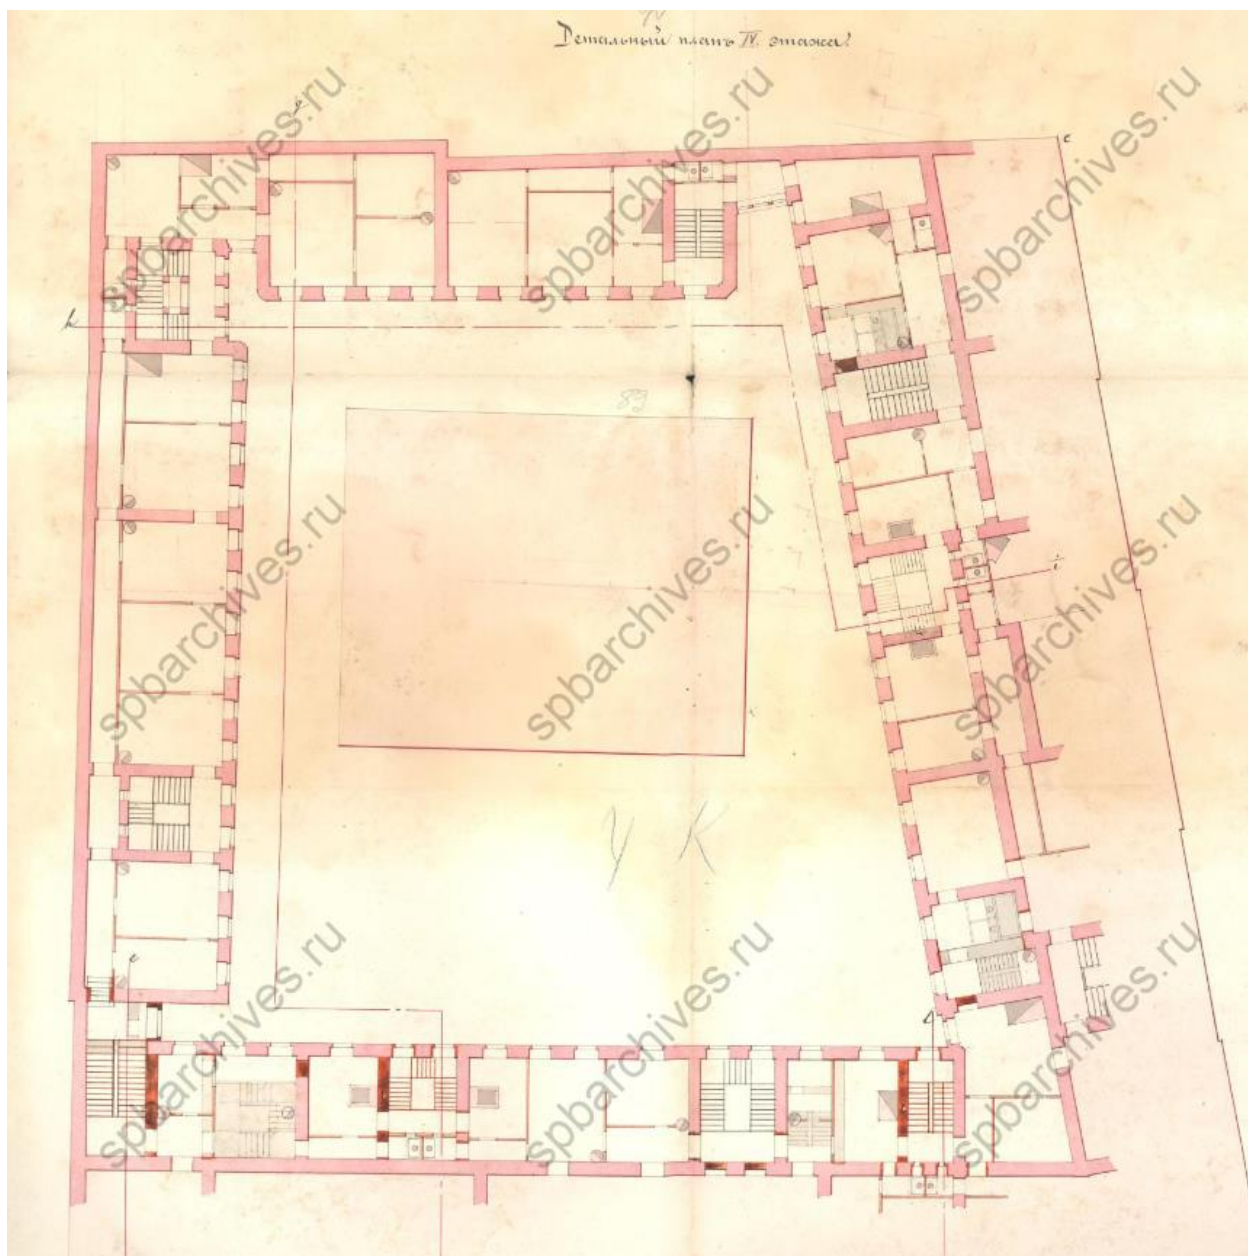 Детальный планъ IV. этажа.
spbarchives.ru
spbarchives.ru
spbarchives.ru
c
h
83
spbarchives.ru
spbarchives.ru
spbarchives.ru
i
У К
spbarchives.ru
spbarchives.ru
spbarchives.ru
e